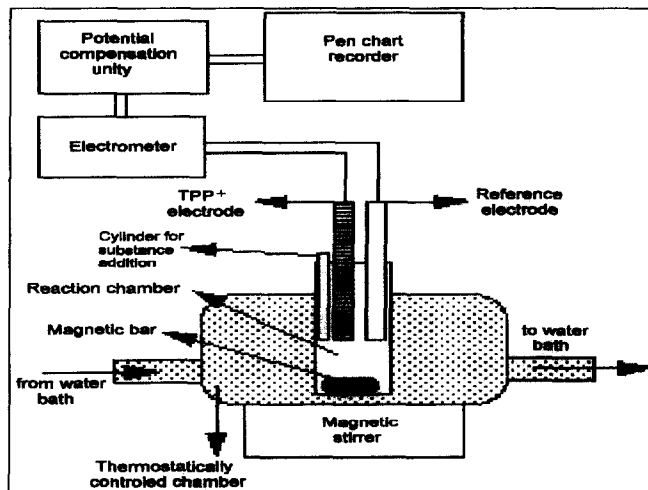 Potential
compensation
unity
Pen chart
recorder
Electrometer
TPP+
electrode
Reference
electrode
Cylinder for
substance
addition
Reaction chamber
Magnetic bar
to water
bath
from water
bath
Magnetic
stirrer
Thermostatically
controled chamber